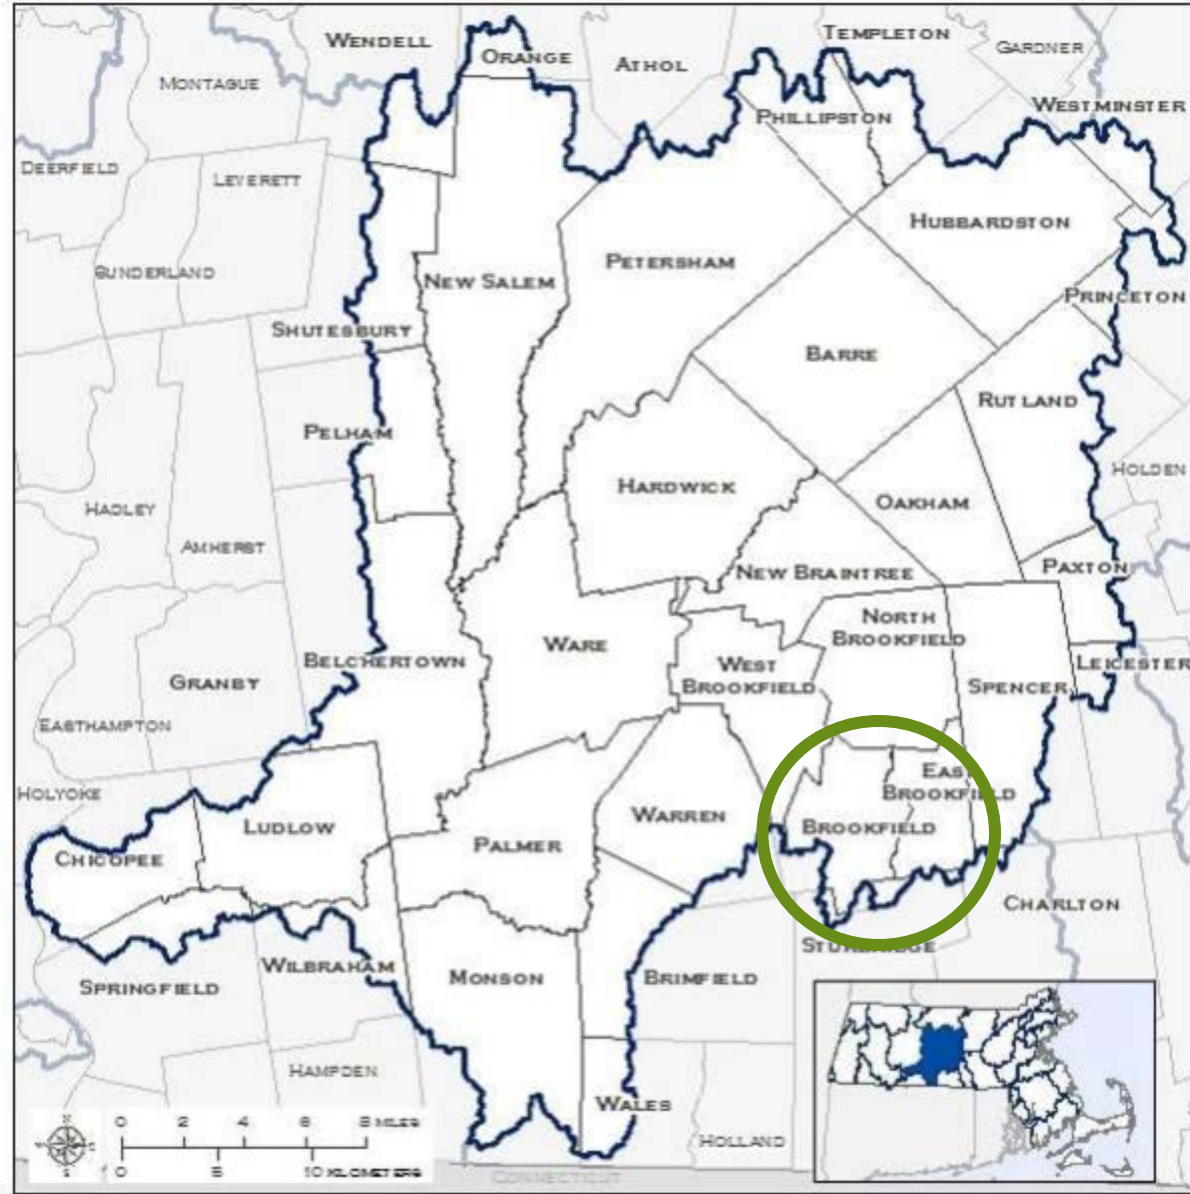 WENDELL
ORANGE
ATHOL
TEMPLETON
GARDNER
MONTAGUE
WESTMINSTER
PHILLIPSTON
DEERFIELD
LEVERETT
HUBBARDSTON
SUNDERLAND
NEW SALEM
PETERSHAM
PRINCETON
SHUTESBURY
BARRE
RUTLAND
PELHAM
HOLDEN
HARDWICK
OAKHAM
HADLEY
AMHERST
NEW BRAINTREE
PAXTON
NORTH
BROOKFIELD
WARE
BELCHERTOWN
WEST
BROOKFIELD
LEICESTER
GRANBY
SPENCER
EASTHAMPTON
EAST
BROOKFIELD
HOLYOKE
LUDLOW
WARREN
BROOKFIELD
CHICOPEE
PALMER
CHARLTON
STURBRIDGE
SPRINGFIELD
WILBRAHAM
MONSON
BRIMFIELD
HAMPDEN
WALES
HOLLAND
N
S
0 2 4 6 8 MILES
0 5 10 KILOMETERS
CONNECTICUT